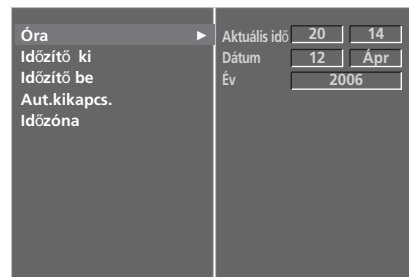 Óra ►
Időzítő ki
Időzítő be
Aut.kikapcs.
Időzóna
Aktuális idő 20 14
Dátum 12 Ápr
Év 2006